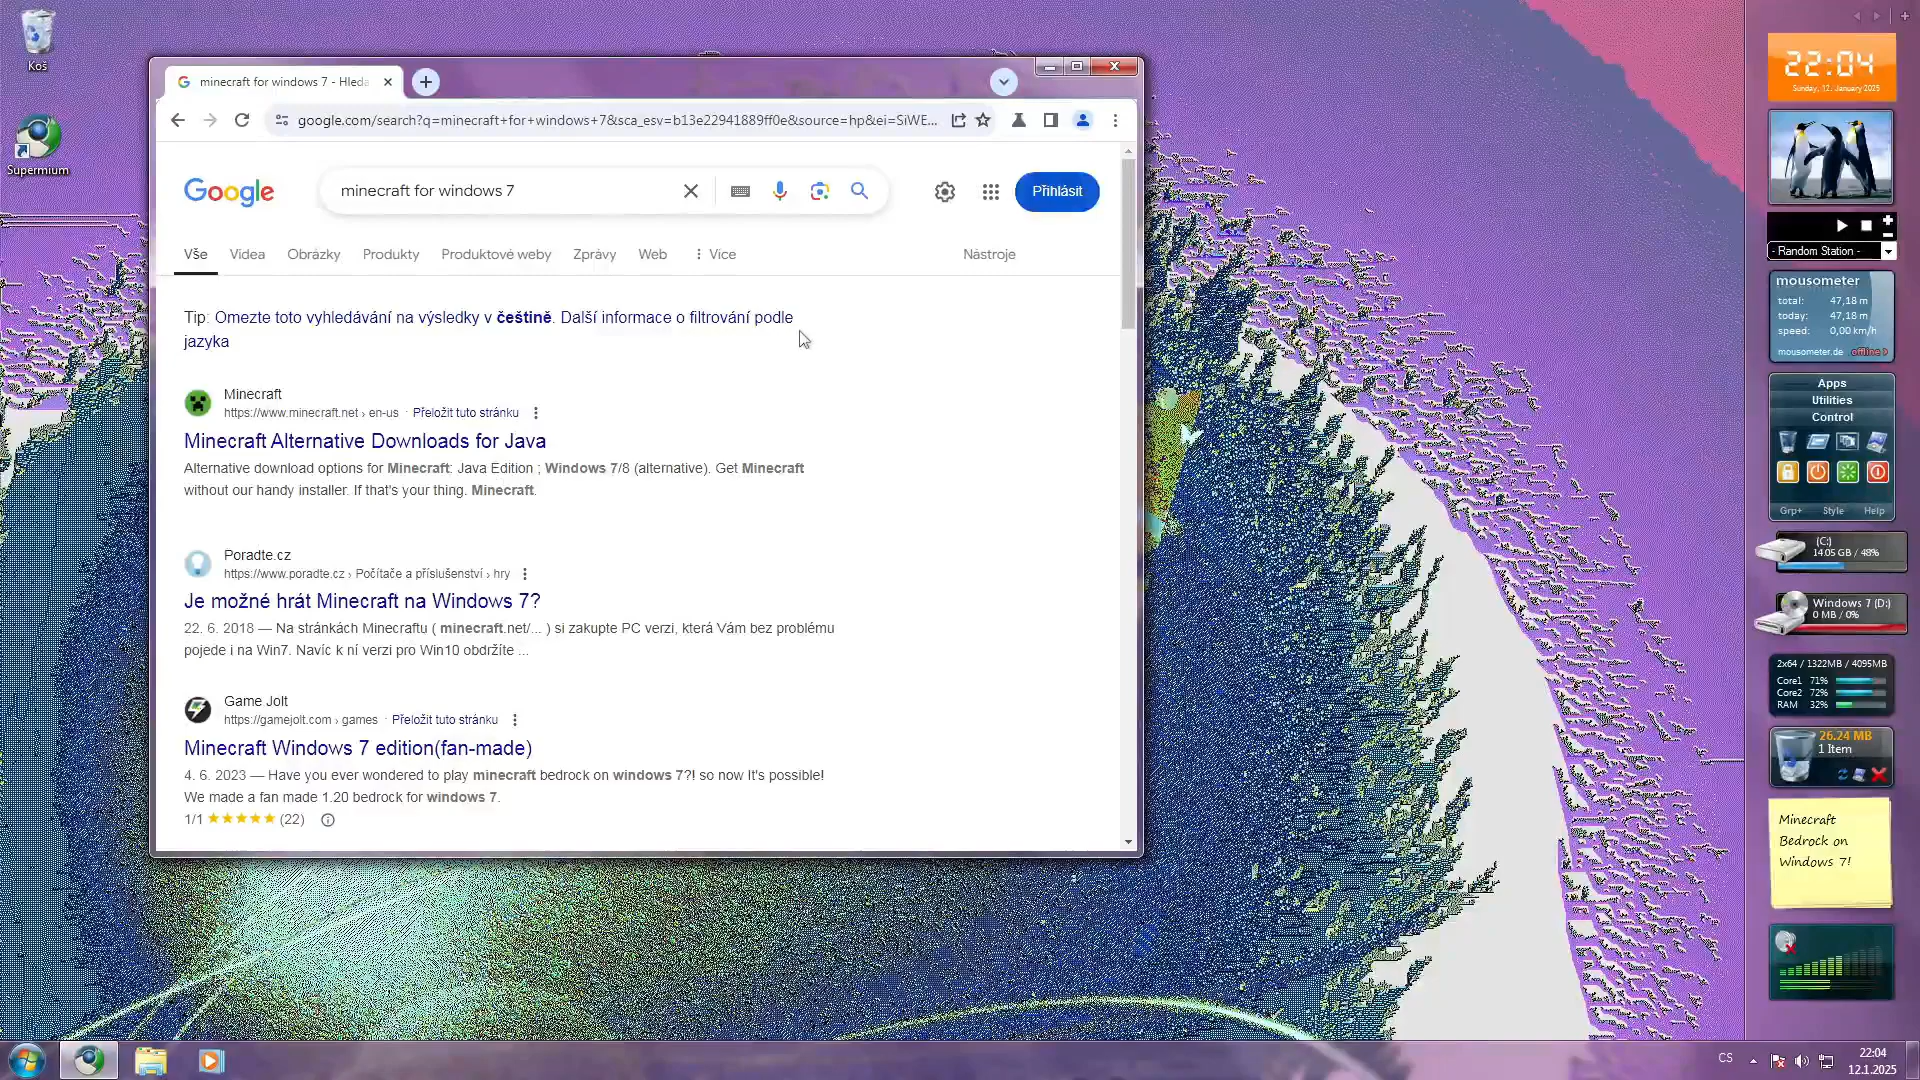 Koš
Supermium
minecraft for windows 7 - Hleda
google.com/search?q=minecraft+for+windows+7&sca_esv=b13e22941889ff0e&source=hp&ei=SiWE...
Google
minecraft for windows 7
Přihlásit
Vše
Videa
Obrázky
Produkty
Produktové weby
Zprávy
Web
Více
Nástroje
Tip: Omezte toto vyhledávání na výsledky v češtině. Další informace o filtrování podle
jazyka
Minecraft
https://www.minecraft.net › en-us · Přeložit tuto stránku
Minecraft Alternative Downloads for Java
Alternative download options for Minecraft: Java Edition ; Windows 7/8 (alternative). Get Minecraft
without our handy installer. If that's your thing. Minecraft.
Poradte.cz
https://www.poradte.cz › Počítače a příslušenství › hry
Je možné hrát Minecraft na Windows 7?
22. 6. 2018 — Na stránkách Minecraftu ( minecraft.net/... ) si zakupte PC verzi, která Vám bez problému
pojede i na Win7. Navíc k ní verzi pro Win10 obdržíte ...
Game Jolt
https://gamejolt.com › games · Přeložit tuto stránku
Minecraft Windows 7 edition(fan-made)
4. 6. 2023 — Have you ever wondered to play minecraft bedrock on windows 7?! so now It's possible!
We made a fan made 1.20 bedrock for windows 7.
1/1 ★★★★★ (22)
22:04
Sunday, 12. January 2025
- Random Station -
mousometer
total: 47,18 m
today: 47,18 m
speed: 0,00 km/h
mousometer.de offline
Apps
Utilities
Control
Grp+ Style Help
(C:)
14.05 GB / 48%
Windows 7 (D:)
0 MB / 0%
2x64 / 1322MB / 4095MB
Core1 71%
Core2 72%
RAM 32%
26.24 MB
1 Item
Minecraft
Bedrock on
Windows 7!
CS
22:04
12.1.2025